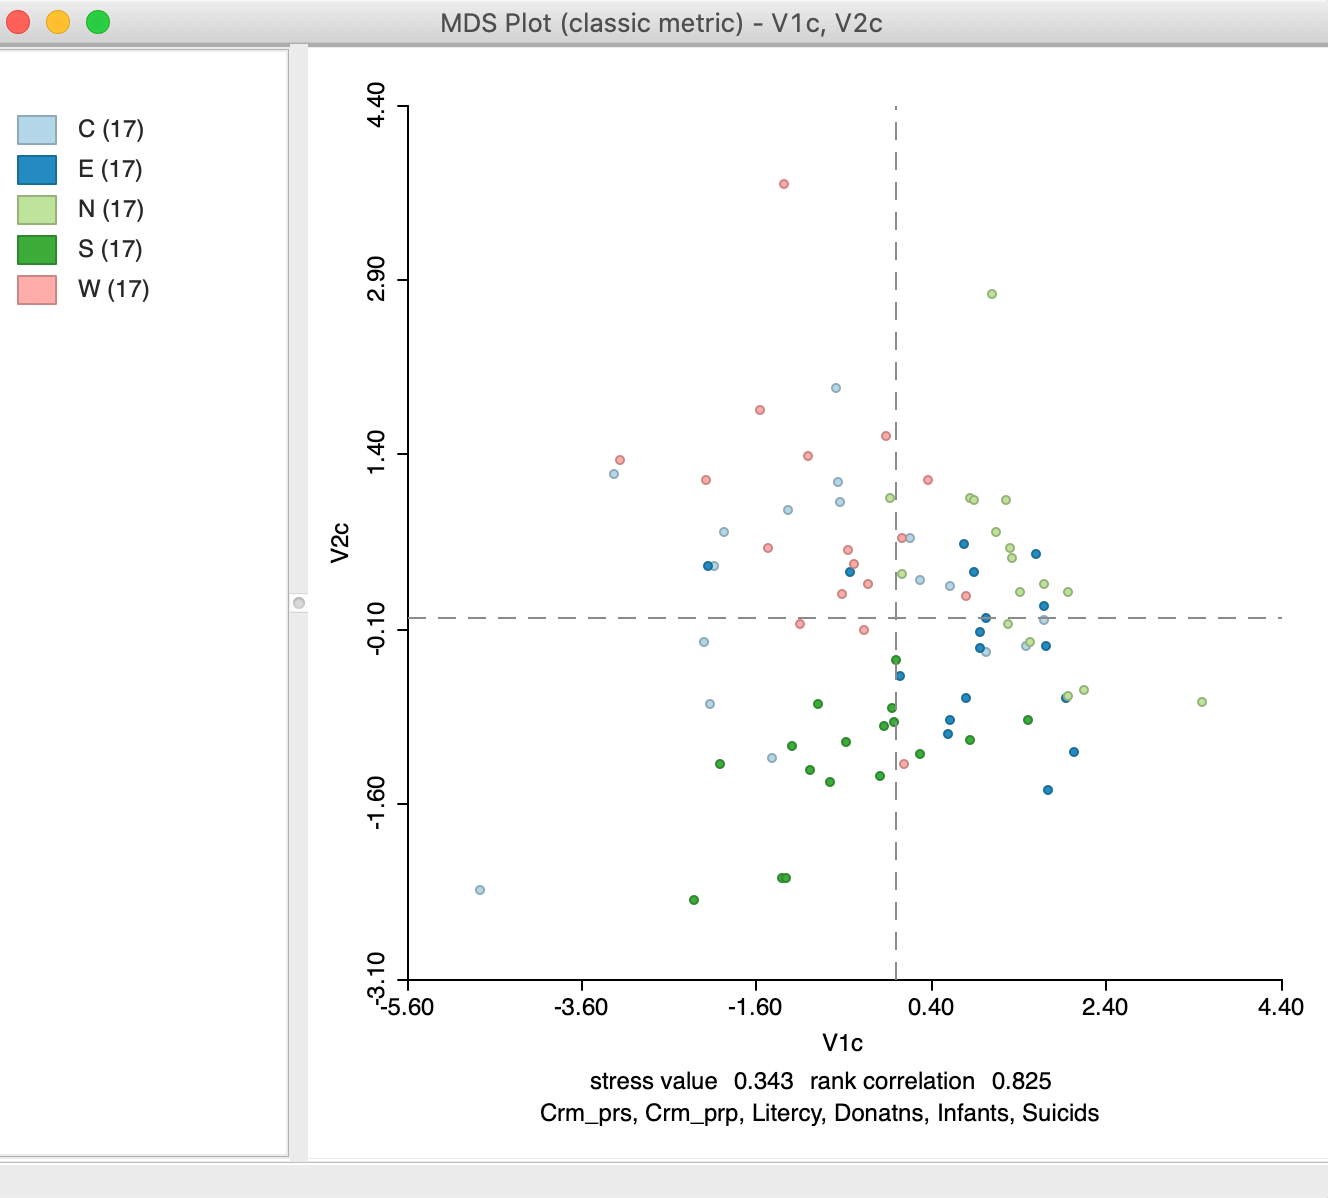 MDS Plot (classic metric) - V1c, V2c
C (17)
E (17)
N (17)
S (17)
W (17)
4.40
2.90
1.40
-0.10
-1.60
-3.10
V2c
-5.60 -3.60 -1.60 0.40 2.40 4.40
V1c
stress value 0.343 rank correlation 0.825
Crm_prs, Crm_prp, Litercy, Donatns, Infants, Suicids